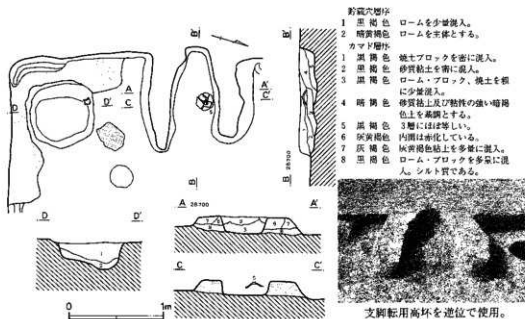 貯蔵穴層序
1 黒褐色 ロームを少量混入。
2 暗黄褐色 ロームを主体とする。
カマド層序
1 黒褐色 焼土ブロックを密に混入。
2 黒褐色 砂質粘土を密に混入。
3 黒褐色 ローム・ブロック、焼土を粗
に少量混入。
4 暗褐色 砂質粘土及び粘性の強い暗褐
色土を基調とする。
5 黒褐色 3層にほぼ等しい。
6 灰黄褐色 内面は赤化している。
7 灰褐色 灰黄褐色粘土を多量に混入。
8 黒褐色 ローム・ブロックを多量に混
入。シルト質である。
B' B'
A' C'
D D' A C
B B 28.700
D D'
A 28.700 A'
C C'
0 1m
支脚転用高坏を逆位で使用。